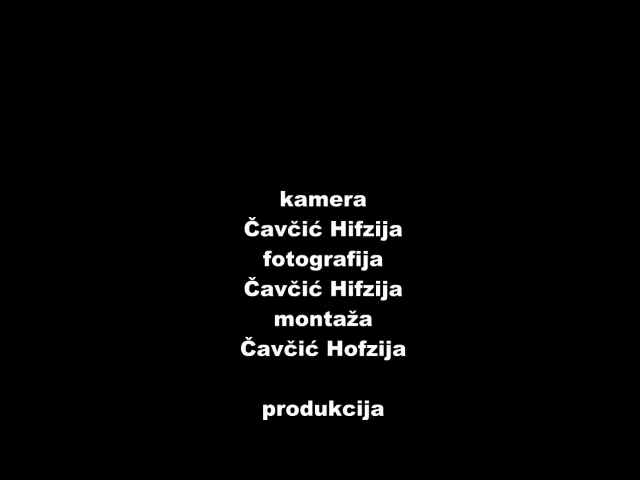 kamera
Čavčić Hifzija
fotografija
Čavčić Hifzija
montaža
Čavčić Hofzija
produkcija